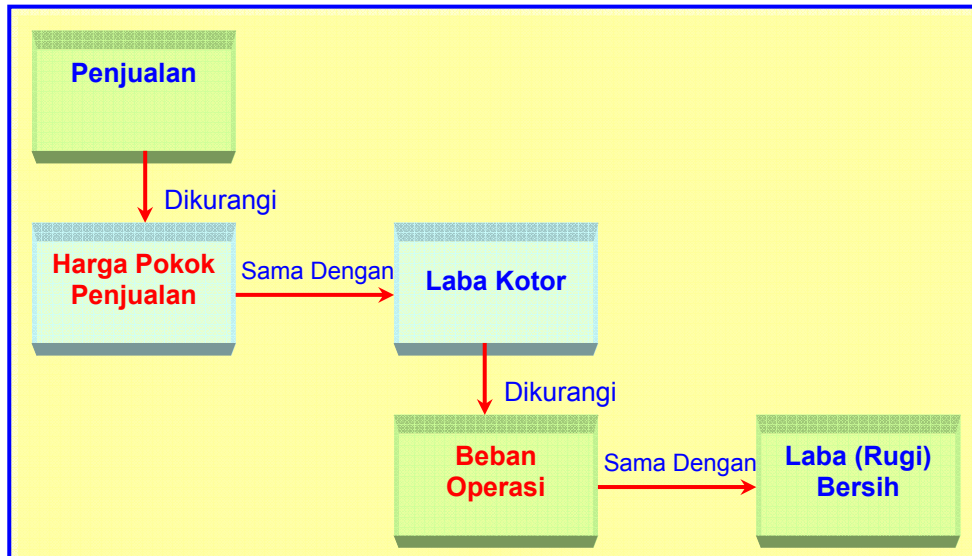 Penjualan
Dikurangi
Harga Pokok
Penjualan
Sama Dengan
Laba Kotor
Dikurangi
Beban
Operasi
Sama Dengan
Laba (Rugi)
Bersih